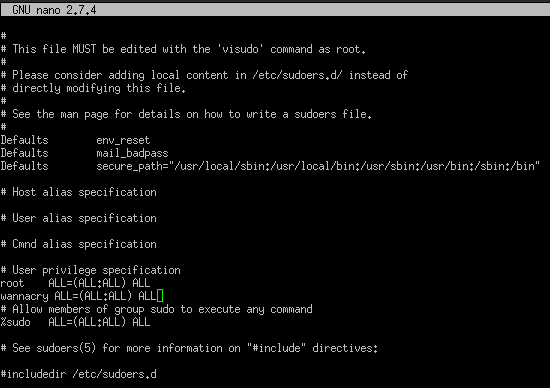 GNU nano 2.7.4
#
# This file MUST be edited with the 'visudo' command as root.
#
# Please consider adding local content in /etc/sudoers.d/ instead of
# directly modifying this file.
#
# See the man page for details on how to write a sudoers file.
#
Defaults env_reset
Defaults mail_badpass
Defaults secure_path="/usr/local/sbin:/usr/local/bin:/usr/sbin:/usr/bin:/sbin:/bin"
# Host alias specification
# User alias specification
# Cmnd alias specification
# User privilege specification
root ALL=(ALL:ALL) ALL
wannacry ALL=(ALL:ALL) ALL
# Allow members of group sudo to execute any command
%sudo ALL=(ALL:ALL) ALL
# See sudoers(5) for more information on "#include" directives:
#includedir /etc/sudoers.d